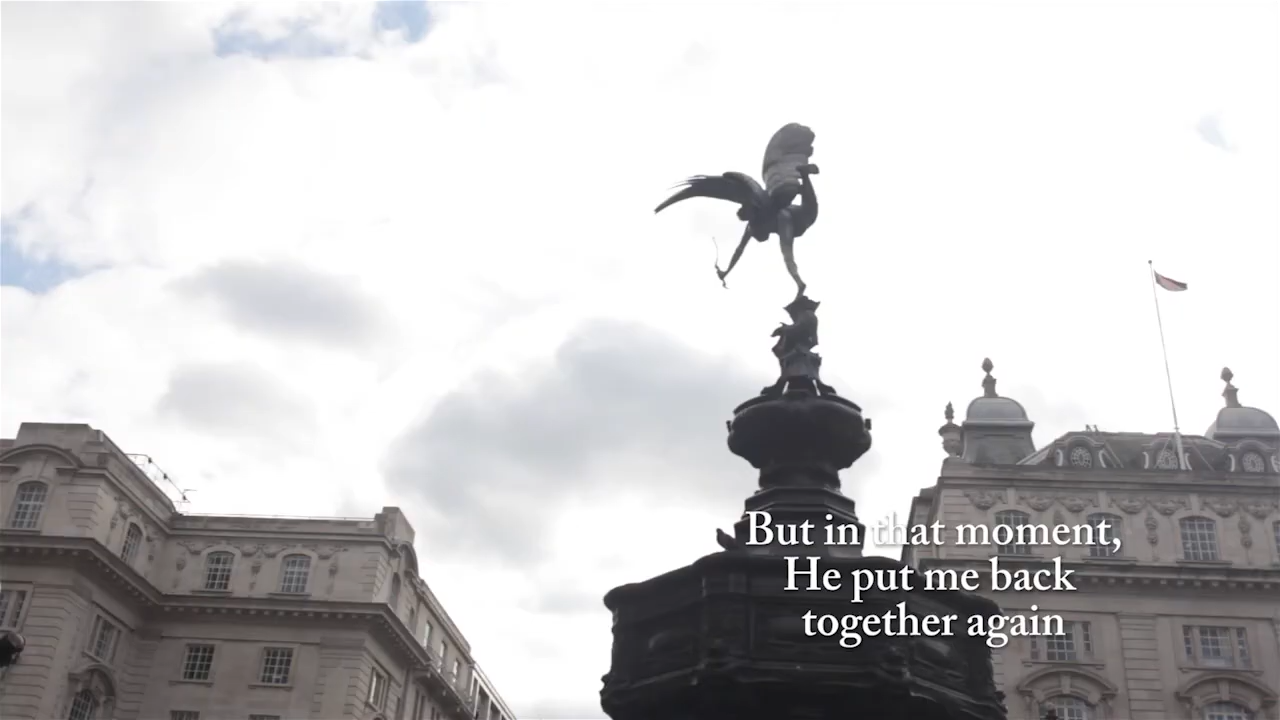 But in that moment,
He put me back
together again